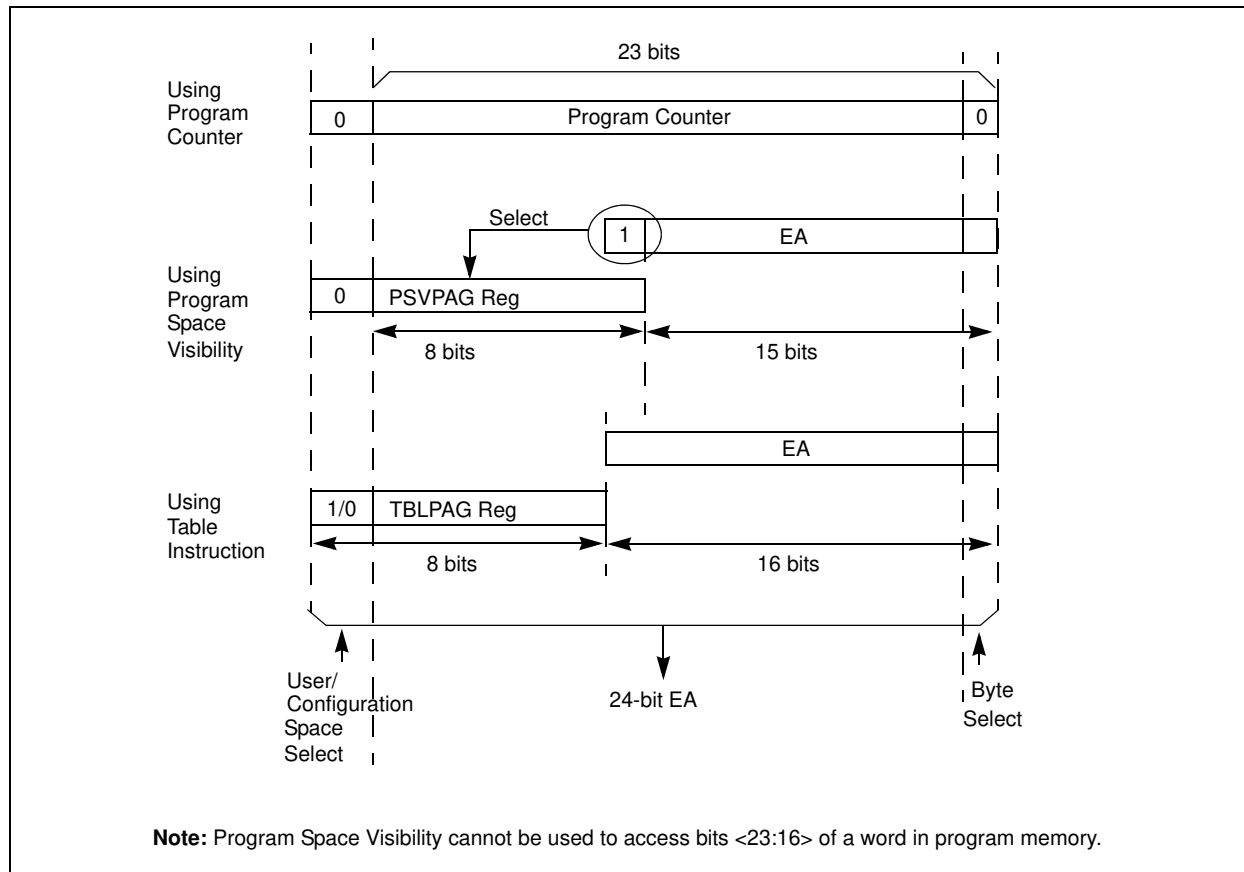 23 bits
Using
Program
Counter
0
Program Counter
0
Select
1
EA
Using
Program
Space
Visibility
0
PSVPAG Reg
8 bits
15 bits
EA
Using
Table
Instruction
1/0
TBLPAG Reg
8 bits
16 bits
User/
Configuration
Space
Select
24-bit EA
Byte
Select
Note: Program Space Visibility cannot be used to access bits <23:16> of a word in program memory.